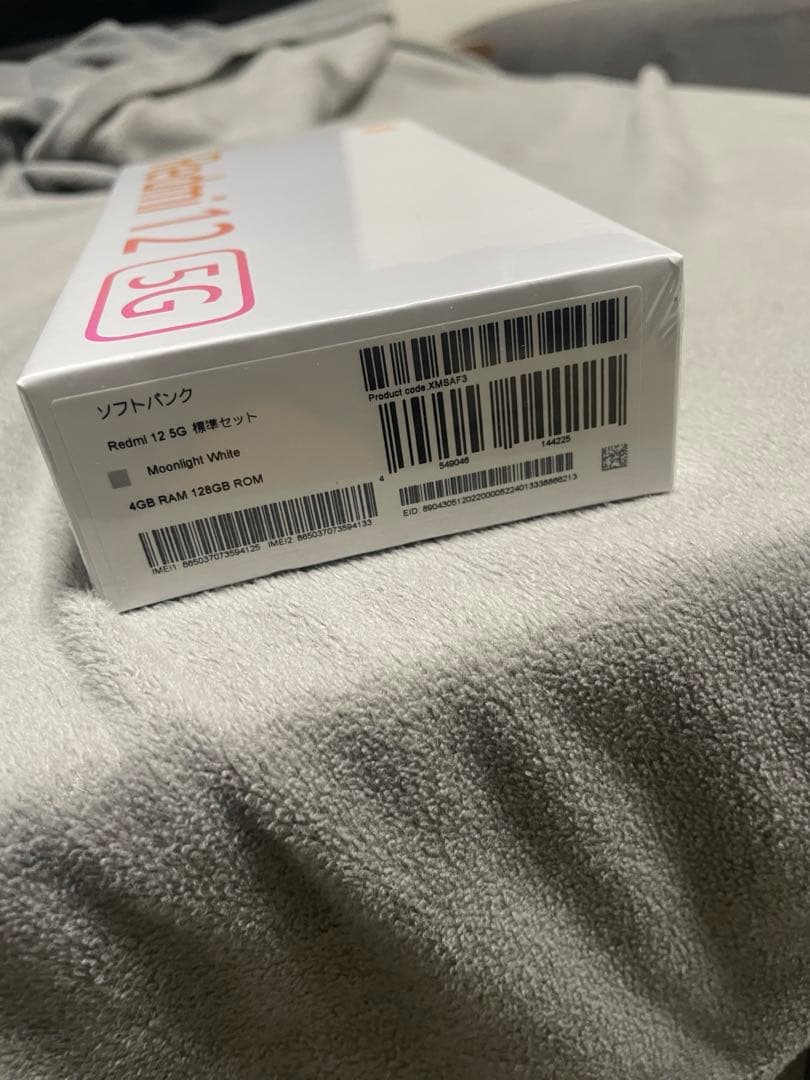 Redmi 12 5G
ソフトバンク
Redmi 12 5G 標準セット
Moonlight White
4GB RAM 128GB ROM
Product code:XMSAF3
4 549046 144225
IMEI1 865037073594125 IMEI2 865037073594133
EID 89043051202200005224013338868213